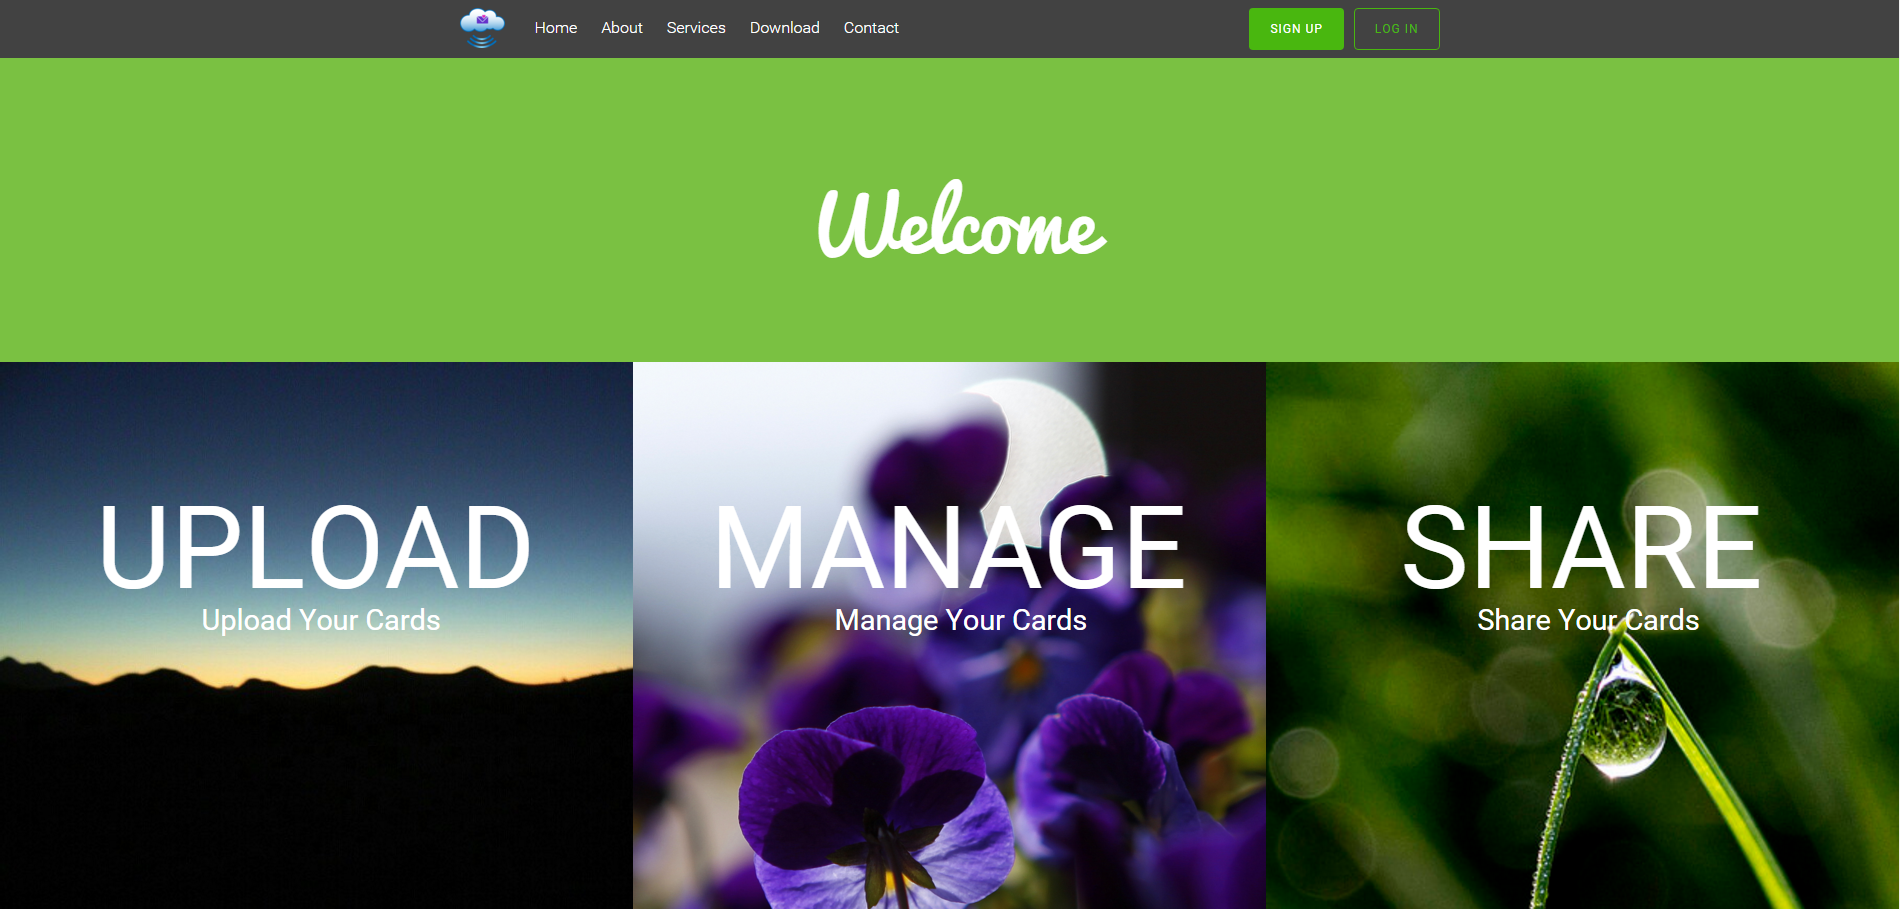 Home About Services Download Contact SIGN UP LOG IN
Welcome
UPLOAD
Upload Your Cards
MANAGE
Manage Your Cards
SHARE
Share Your Cards